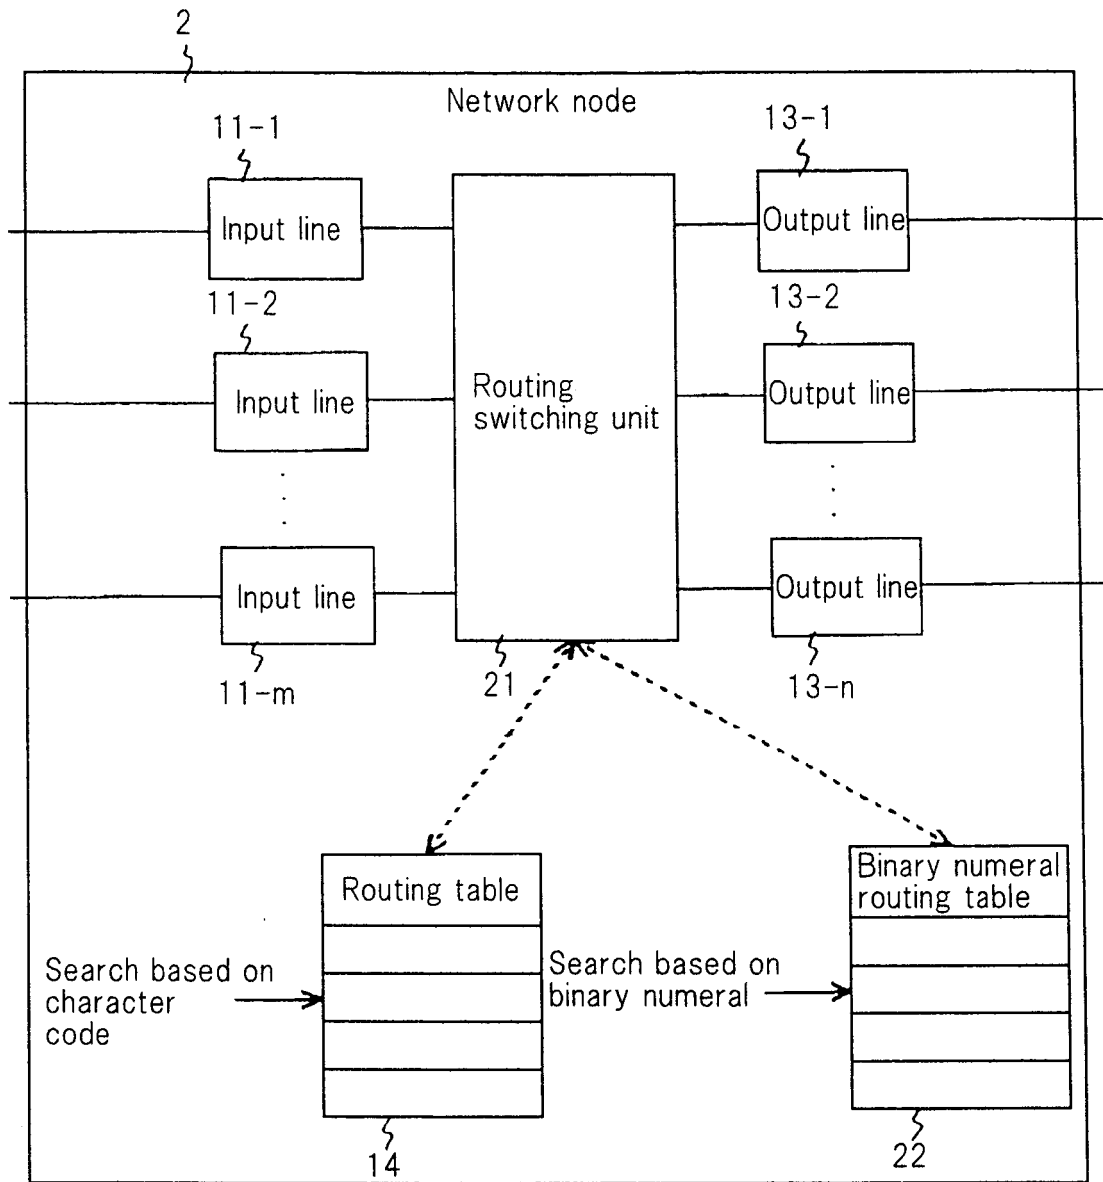 2
Network node
11-1
13-1
Input line
Output line
11-2
13-2
Input line
Routing
switching unit
Output line
Input line
Output line
11-m
21
13-n
Routing table
Binary numeral
routing table
Search based on
character
code
Search based on
binary numeral
14
22